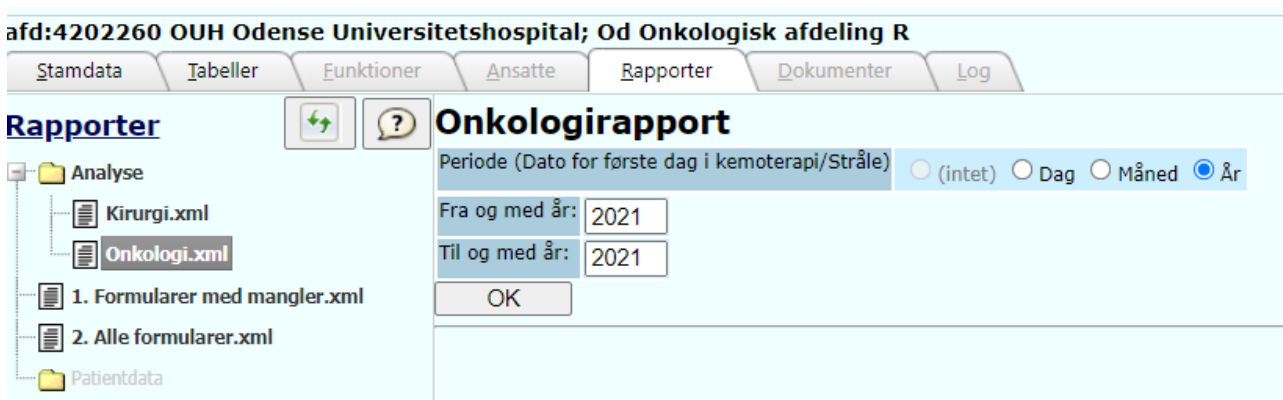 afd:4202260 OUH Odense Universitetshospital; Od Onkologisk afdeling R
Stamdata Tabeller Funktioner Ansatte Rapporter Dokumenter Log
Rapporter
?
Analyse
Kirurgi.xml
Onkologi.xml
1. Formularer med mangler.xml
2. Alle formularer.xml
Patientdata
Onkologirapport
Periode (Dato for første dag i kemoterapi/Stråle) (intet) Dag Måned År
Fra og med år: 2021
Til og med år: 2021
OK